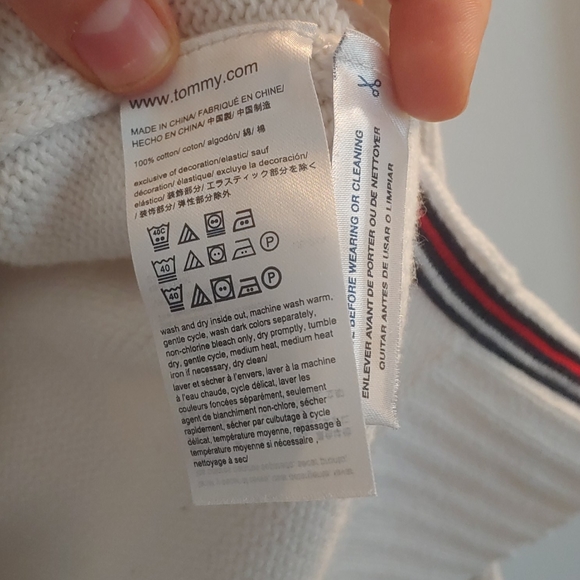 www.tommy.com
MADE IN CHINA/ FABRIQUÉ EN CHINE/
HECHO EN CHINA/ 中国製/ 中国制造
100% cotton/ coton/ algodón/ 綿/ 棉
exclusive of decoration/elastic/ sauf
décoration/ élastique/ excluye la decoración/
elástico/ 装飾部分/ エラスティック部分を除く
/ 装饰部分/ 弹性部分除外
40C
40
P
40
P
wash and dry inside out, machine wash warm,
gentle cycle, wash dark colors separately,
non-chlorine bleach only, dry promptly, tumble
dry, gentle cycle, medium heat, medium heat
iron if necessary, dry clean/
laver et sécher à l'envers, laver à la machine
à l'eau chaude, cycle délicat, laver les
couleurs foncées séparément, seulement
agent de blanchiment non-chlore, sécher
rapidement, sécher par culbutage à cycle
délicat, température moyenne, repassage à
température moyenne si nécessaire,
nettoyage à sec/
BEFORE WEARING OR CLEANING
ENLEVER AVANT DE PORTER OU DE NETTOYER
QUITAR ANTES DE USAR O LIMPIAR